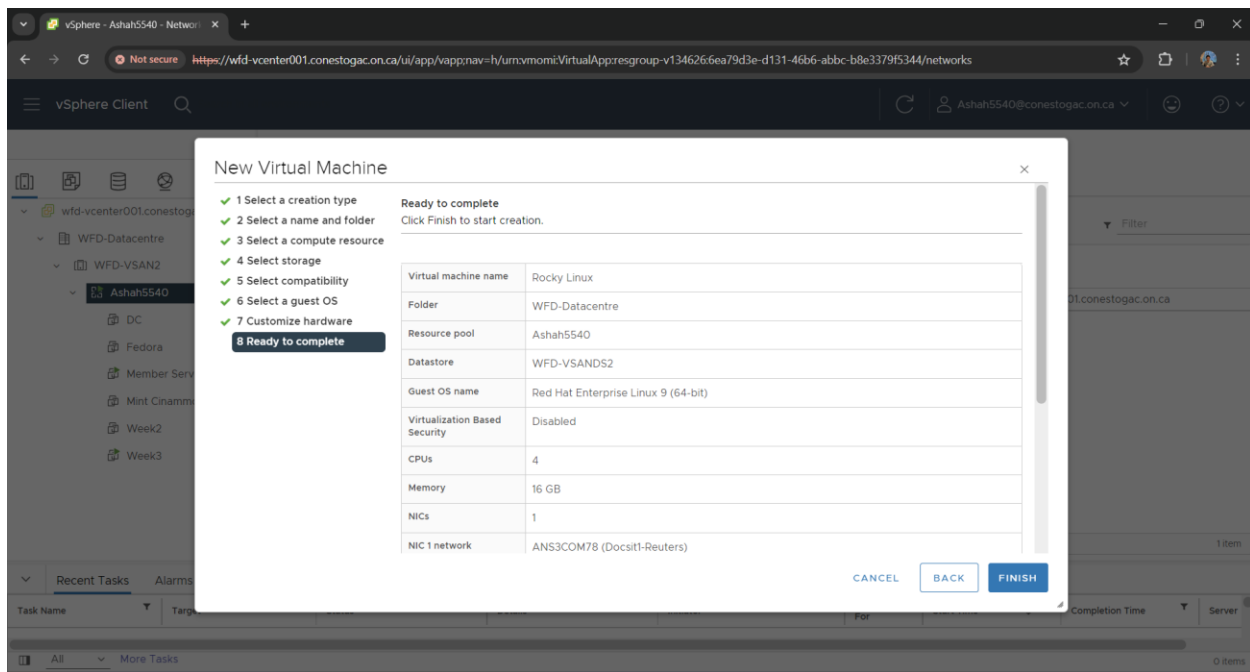 vSphere - Ashah5540 - Networ
Not secure https://wfd-vcenter001.conestogac.on.ca/ui/app/vapp;nav=h/urn:vmomi:VirtualApp:resgroup-v134626:6ea79d3e-d131-46b6-abbc-b8e3379f5344/networks
vSphere Client
Ashah5540@conestogac.on.ca
New Virtual Machine
1 Select a creation type
2 Select a name and folder
3 Select a compute resource
4 Select storage
5 Select compatibility
6 Select a guest OS
7 Customize hardware
8 Ready to complete
Ready to complete
Click Finish to start creation.
Virtual machine name Rocky Linux
Folder WFD-Datacentre
Resource pool Ashah5540
Datastore WFD-VSANDS2
Guest OS name Red Hat Enterprise Linux 9 (64-bit)
Virtualization Based Security Disabled
CPUs 4
Memory 16 GB
NICs 1
NIC 1 network ANS3COM78 (Docsit1-Reuters)
CANCEL BACK FINISH
wfd-vcenter001.conestoga
WFD-Datacentre
WFD-VSAN2
Ashah5540
DC
Fedora
Member Serv
Mint Cinammo
Week2
Week3
Filter
01.conestogac.on.ca
1 item
Recent Tasks Alarms
Task Name Targe For Completion Time Server
All More Tasks 0 items